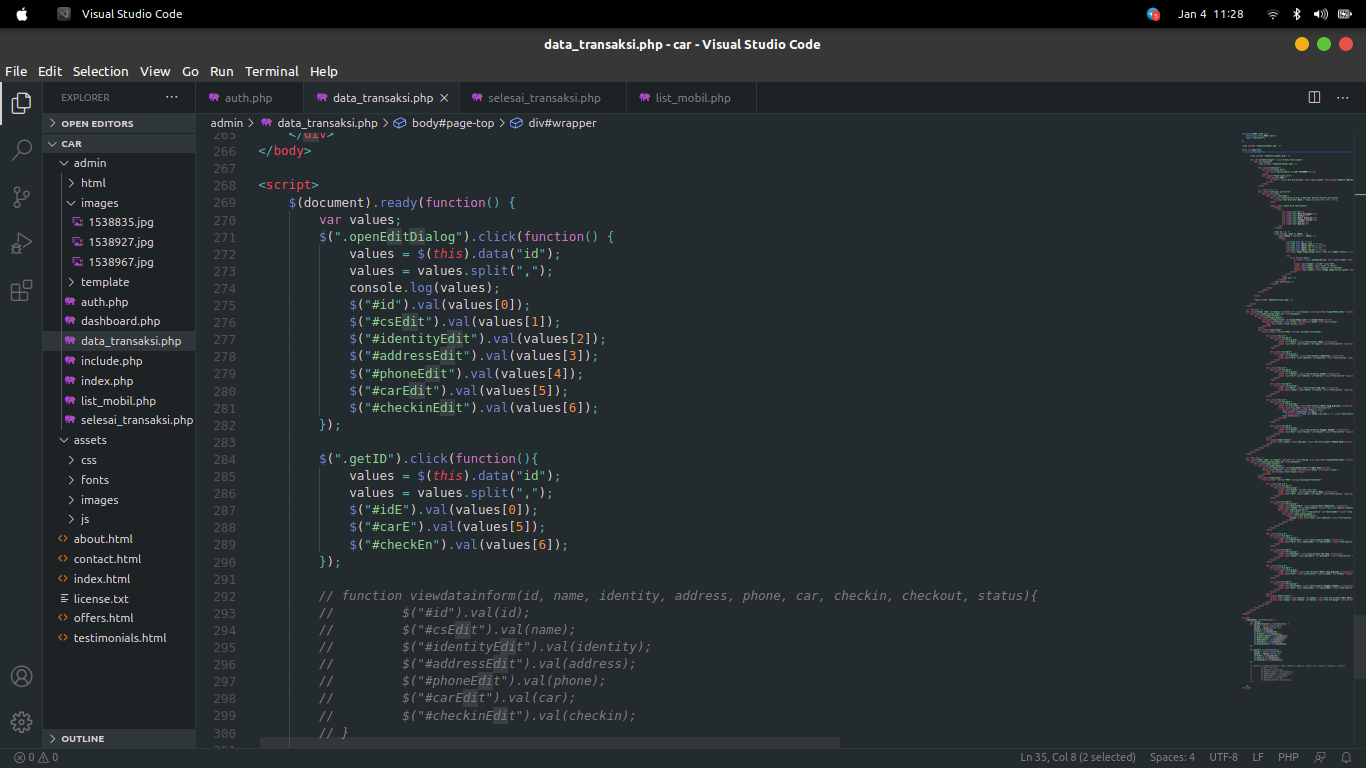 Visual Studio Code
Jan 4 11:28
data_transaksi.php - car - Visual Studio Code
File Edit Selection View Go Run Terminal Help
EXPLORER
auth.php
data_transaksi.php
selesai_transaksi.php
list_mobil.php
admin > data_transaksi.php > body#page-top > div#wrapper
OPEN EDITORS
CAR
admin
html
images
1538835.jpg
1538927.jpg
1538967.jpg
template
auth.php
dashboard.php
data_transaksi.php
include.php
index.php
list_mobil.php
selesai_transaksi.php
assets
css
fonts
images
js
about.html
contact.html
index.html
license.txt
offers.html
testimonials.html
OUTLINE
265 </div>
266 </body>
267
268 <script>
269 $(document).ready(function() {
270 var values;
271 $(".openEditDialog").click(function() {
272 values = $(this).data("id");
273 values = values.split(",");
274 console.log(values);
275 $("#id").val(values[0]);
276 $("#csEdit").val(values[1]);
277 $("#identityEdit").val(values[2]);
278 $("#addressEdit").val(values[3]);
279 $("#phoneEdit").val(values[4]);
280 $("#carEdit").val(values[5]);
281 $("#checkinEdit").val(values[6]);
282 });
283
284 $(".getID").click(function(){
285 values = $(this).data("id");
286 values = values.split(",");
287 $("#idE").val(values[0]);
288 $("#carE").val(values[5]);
289 $("#checkEn").val(values[6]);
290 });
291
292 // function viewdatainform(id, name, identity, address, phone, car, checkin, checkout, status){
293 // $("#id").val(id);
294 // $("#csEdit").val(name);
295 // $("#identityEdit").val(identity);
296 // $("#addressEdit").val(address);
297 // $("#phoneEdit").val(phone);
298 // $("#carEdit").val(car);
299 // $("#checkinEdit").val(checkin);
300 // }
0 0
Ln 35, Col 8 (2 selected) Spaces: 4 UTF-8 LF PHP